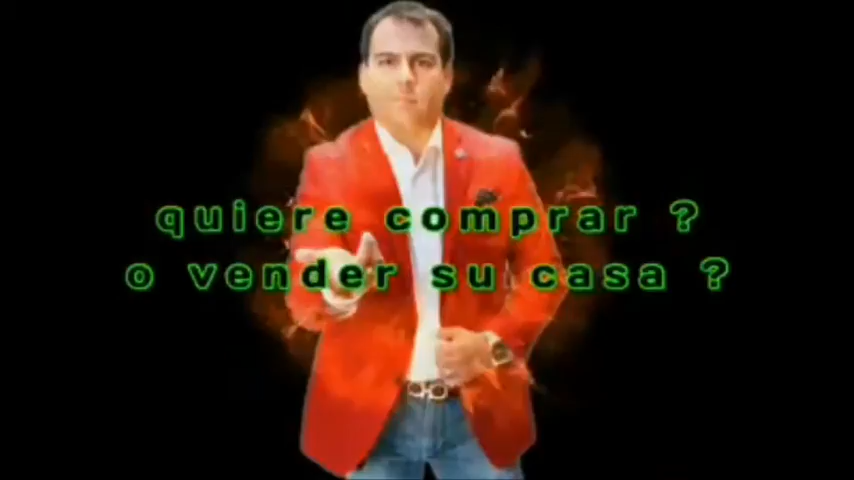 quiere comprar ?
o vender su casa ?